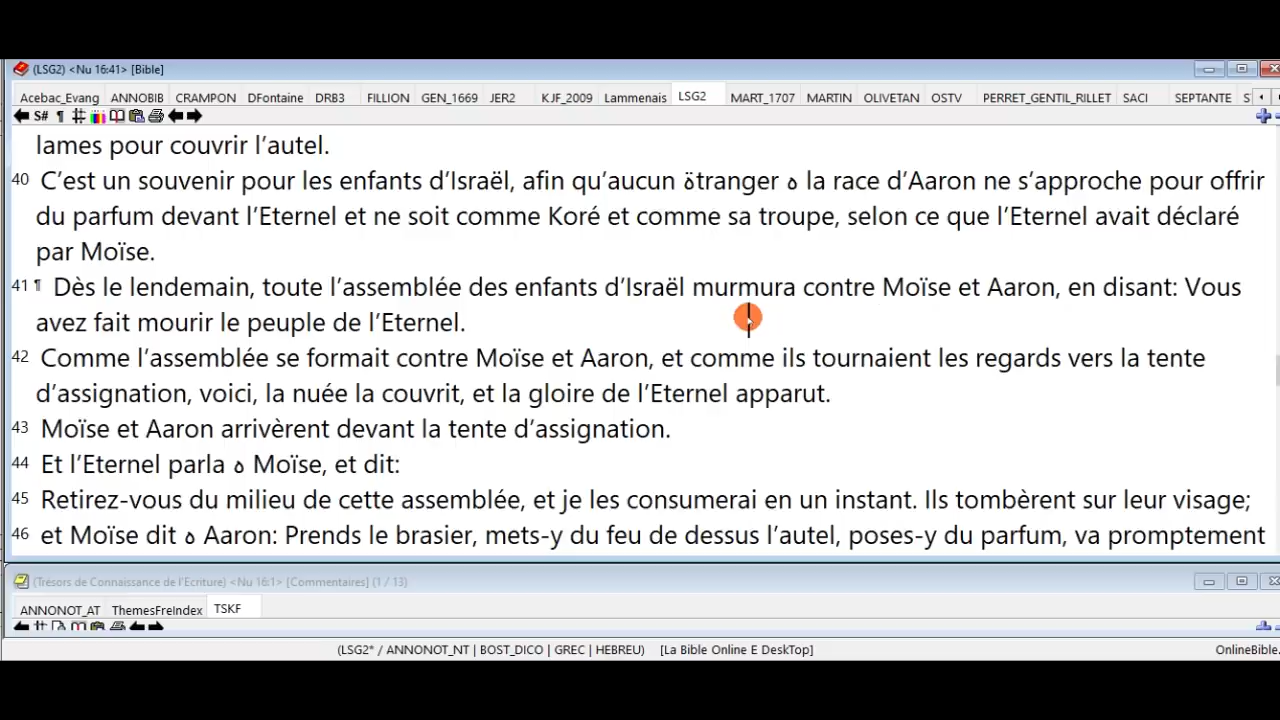 (LSG2) <Nu 16:41> [Bible]
Acebac_Evang ANNOBIB CRAMPON DFontaine DRB3 FILLION GEN_1669 JER2 KJF_2009 Lammenais LSG2 MART_1707 MARTIN OLIVETAN OSTV PERRET_GENTIL_RILLET SACI SEPTANTE S
S# ¶
lames pour couvrir l’autel.
40 C’est un souvenir pour les enfants d’Israël, afin qu’aucun ةtranger ه la race d’Aaron ne s’approche pour offrir
du parfum devant l’Eternel et ne soit comme Koré et comme sa troupe, selon ce que l’Eternel avait déclaré
par Moïse.
41 ¶ Dès le lendemain, toute l’assemblée des enfants d’Israël murmura contre Moïse et Aaron, en disant: Vous
avez fait mourir le peuple de l’Eternel.
42 Comme l’assemblée se formait contre Moïse et Aaron, et comme ils tournaient les regards vers la tente
d’assignation, voici, la nuée la couvrit, et la gloire de l’Eternel apparut.
43 Moïse et Aaron arrivèrent devant la tente d’assignation.
44 Et l’Eternel parla ه Moïse, et dit:
45 Retirez-vous du milieu de cette assemblée, et je les consumerai en un instant. Ils tombèrent sur leur visage;
46 et Moïse dit ه Aaron: Prends le brasier, mets-y du feu de dessus l’autel, poses-y du parfum, va promptement
(Trésors de Connaissance de l'Ecriture) <Nu 16:1> [Commentaires] (1 / 13)
ANNONOT_AT ThemesFreIndex TSKF
(LSG2* / ANNONOT_NT | BOST_DICO | GREC | HEBREU) [La Bible Online E DeskTop] OnlineBible.